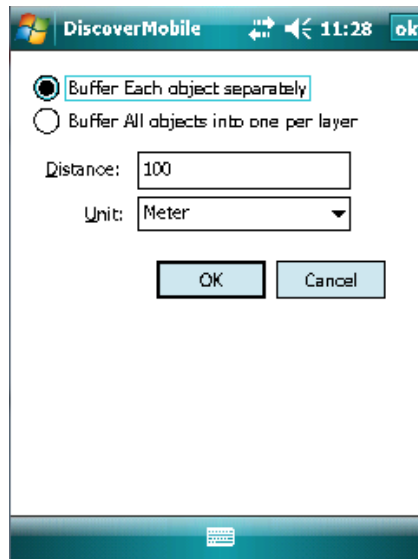 DiscoverMobile 11:28 ok
Buffer Each object separately
Buffer All objects into one per layer
Distance: 100
Unit: Meter
OK Cancel